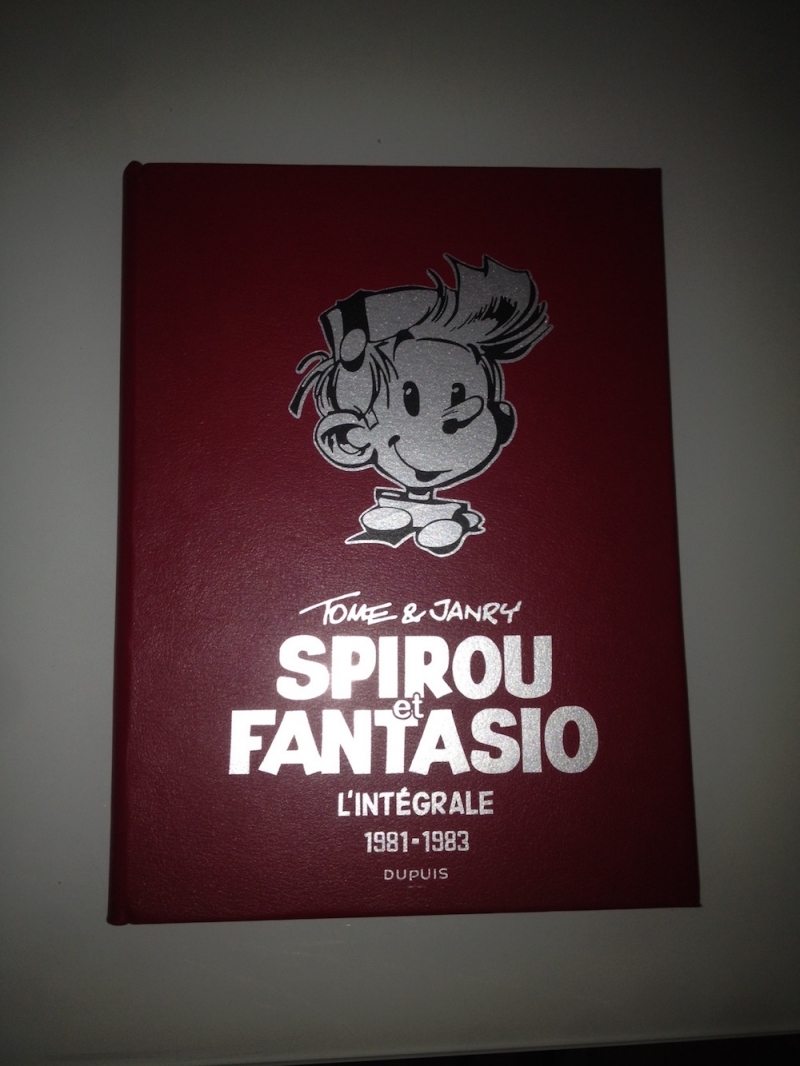 TOME & JANRY
SPIROU
et
FANTASIO
L'INTÉGRALE
1981-1983
DUPUIS